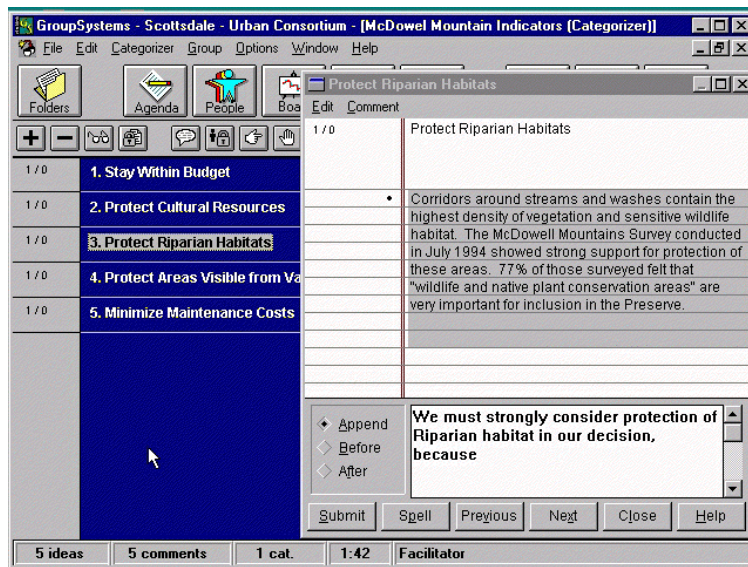 GroupSystems - Scottsdale - Urban Consortium - [McDowel Mountain Indicators (Categorizer)]
File Edit Categorizer Group Options Window Help
Folders Agenda People Boa
1 / 0 1. Stay Within Budget
1 / 0 2. Protect Cultural Resources
1 / 0 3. Protect Riparian Habitats
1 / 0 4. Protect Areas Visible from Va
1 / 0 5. Minimize Maintenance Costs
Protect Riparian Habitats
Edit Comment
1 / 0 Protect Riparian Habitats
• Corridors around streams and washes contain the
highest density of vegetation and sensitive wildlife
habitat. The McDowell Mountains Survey conducted
in July 1994 showed strong support for protection of
these areas. 77% of those surveyed felt that
"wildlife and native plant conservation areas" are
very important for inclusion in the Preserve.
Append
Before
After
We must strongly consider protection of
Riparian habitat in our decision,
because
Submit Spell Previous Next Close Help
5 ideas 5 comments 1 cat. 1:42 Facilitator